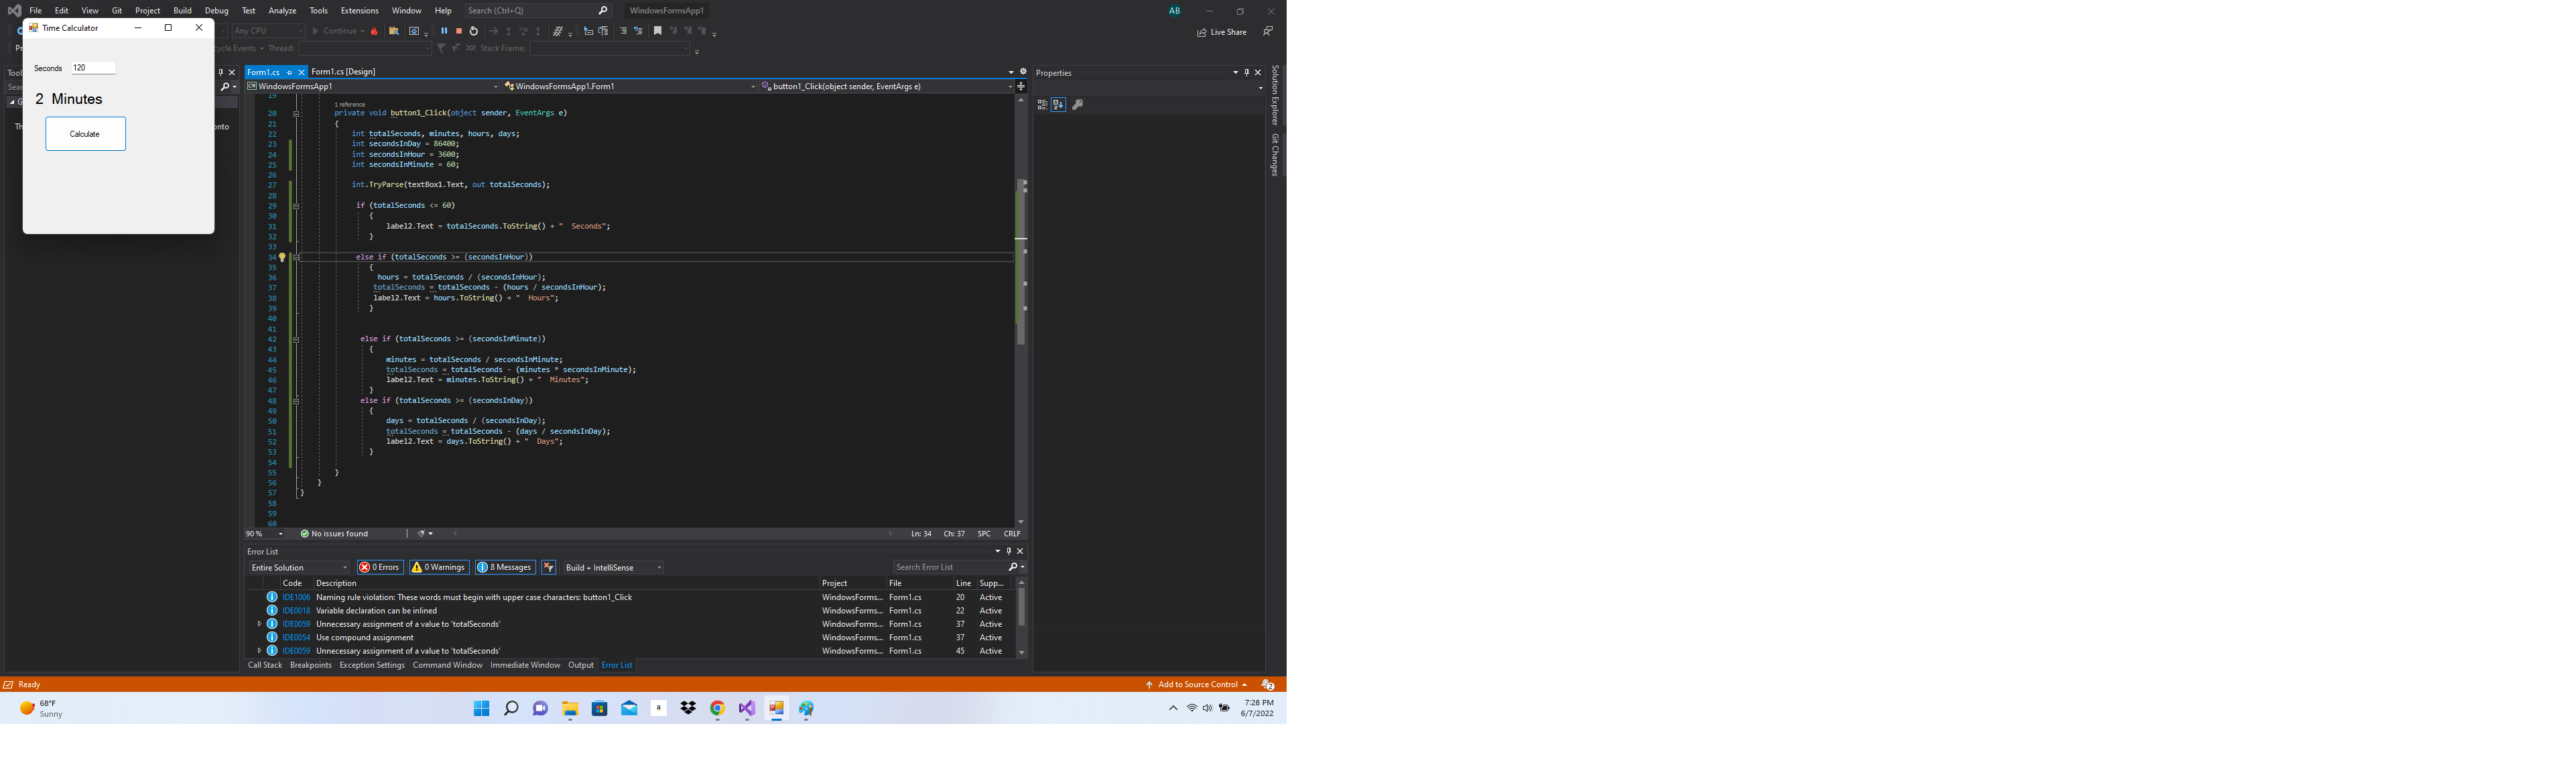 File Edit View Git Project Build Debug Test Analyze Tools Extensions Window Help Search (Ctrl+Q) WindowsFormsApp1 AB
Time Calculator
Any CPU Continue
Live Share
cycle Events Thread: Stack Frame:
Seconds 120
2 Minutes
Calculate
Form1.cs Form1.cs [Design]
WindowsFormsApp1 WindowsFormsApp1.Form1 button1_Click(object sender, EventArgs e)
19
1 reference
20 private void button1_Click(object sender, EventArgs e)
21 {
22 int totalSeconds, minutes, hours, days;
23 int secondsInDay = 86400;
24 int secondsInHour = 3600;
25 int secondsInMinute = 60;
26
27 int.TryParse(textBox1.Text, out totalSeconds);
28
29 if (totalSeconds <= 60)
30 {
31 label2.Text = totalSeconds.ToString() + "  Seconds";
32 }
33
34 else if (totalSeconds >= (secondsInHour))
35 {
36 hours = totalSeconds / (secondsInHour);
37 totalSeconds = totalSeconds - (hours / secondsInHour);
38 label2.Text = hours.ToString() + "  Hours";
39 }
40
41
42 else if (totalSeconds >= (secondsInMinute))
43 {
44 minutes = totalSeconds / secondsInMinute;
45 totalSeconds = totalSeconds - (minutes * secondsInMinute);
46 label2.Text = minutes.ToString() + "  Minutes";
47 }
48 else if (totalSeconds >= (secondsInDay))
49 {
50 days = totalSeconds / (secondsInDay);
51 totalSeconds = totalSeconds - (days / secondsInDay);
52 label2.Text = days.ToString() + "  Days";
53 }
54
55 }
56 }
57 }
58
59
60
90 % No issues found Ln: 34 Ch: 37 SPC CRLF
Error List
Entire Solution 0 Errors 0 Warnings 8 Messages Build + IntelliSense Search Error List
Code Description Project File Line Supp...
IDE1006 Naming rule violation: These words must begin with upper case characters: button1_Click WindowsForms... Form1.cs 20 Active
IDE0018 Variable declaration can be inlined WindowsForms... Form1.cs 22 Active
IDE0059 Unnecessary assignment of a value to 'totalSeconds' WindowsForms... Form1.cs 37 Active
IDE0054 Use compound assignment WindowsForms... Form1.cs 37 Active
IDE0059 Unnecessary assignment of a value to 'totalSeconds' WindowsForms... Form1.cs 45 Active
Call Stack Breakpoints Exception Settings Command Window Immediate Window Output Error List
Properties
Solution Explorer
Git Changes
Ready
Add to Source Control 2
68°F
Sunny
a
7:28 PM
6/7/2022